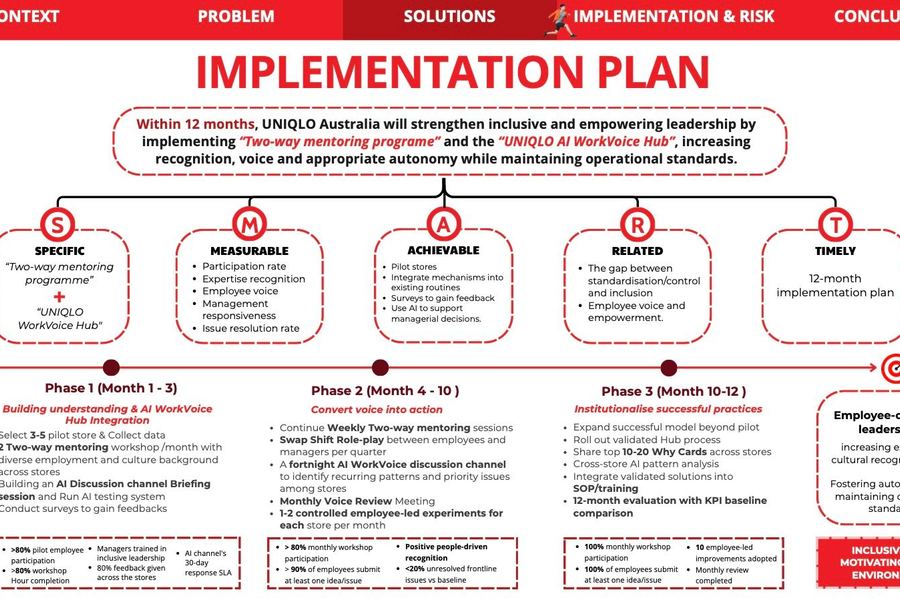 ONTEXT
PROBLEM
SOLUTIONS
IMPLEMENTATION & RISK
CONCLU
IMPLEMENTATION PLAN
Within 12 months, UNIQLO Australia will strengthen inclusive and empowering leadership by
implementing “Two-way mentoring programe” and the “UNIQLO AI WorkVoice Hub”, increasing
recognition, voice and appropriate autonomy while maintaining operational standards.
S
SPECIFIC
“Two-way mentoring
programme”
+
"UNIQLO
WorkVoice Hub"
M
MEASURABLE
• Participation rate
• Expertise recognition
• Employee voice
• Management
responsiveness
• Issue resolution rate
A
ACHIEVABLE
• Pilot stores
• Integrate mechanisms into
existing routines
• Surveys to gain feedback
• Use AI to support
managerial decisions.
R
RELATED
• The gap between
standardisation/control
and inclusion
• Employee voice and
empowerment.
T
TIMELY
12-month
implementation plan
Phase 1 (Month 1 - 3)
Building understanding & AI WorkVoice
Hub Integration
Select 3-5 pilot store & Collect data
2 Two-way mentoring workshop /month with
diverse employment and culture background
across stores
Building an AI Discussion channel Briefing
session and Run AI testing system
Conduct surveys to gain feedbacks
• >80% pilot employee
participation
• >80% workshop
Hour completion
• Managers trained in
inclusive leadership
• 80% feedback given
across the stores
• AI channel's
30-day
response SLA
Phase 2 (Month 4 - 10 )
Convert voice into action
• Continue Weekly Two-way mentoring sessions
• Swap Shift Role-play between employees and
managers per quarter
• A fortnight AI WorkVoice discussion channel
to identify recurring patterns and priority issues
among stores
• Monthly Voice Review Meeting
• 1-2 controlled employee-led experiments for
each store per month
• > 80% monthly workshop
participation
• > 90% of employees submit
at least one idea/issue
• Positive people-driven
recognition
• <20% unresolved frontline
issues vs baseline
Phase 3 (Month 10-12 )
Institutionalise successful practices
• Expand successful model beyond pilot
• Roll out validated Hub process
• Share top 10-20 Why Cards across stores
• Cross-store AI pattern analysis
• Integrate validated solutions into
SOP/training
• 12-month evaluation with KPI baseline
comparison
• 100% monthly workshop
participation
• 100% of employees submit
at least one idea/issue
• 10 employee-led
improvements adopted
• Monthly review
completed
Employee-c
leaders
increasing e
cultural recogn
Fostering auto
maintaining o
standa
INCLUSIV
MOTIVATING
ENVIRON